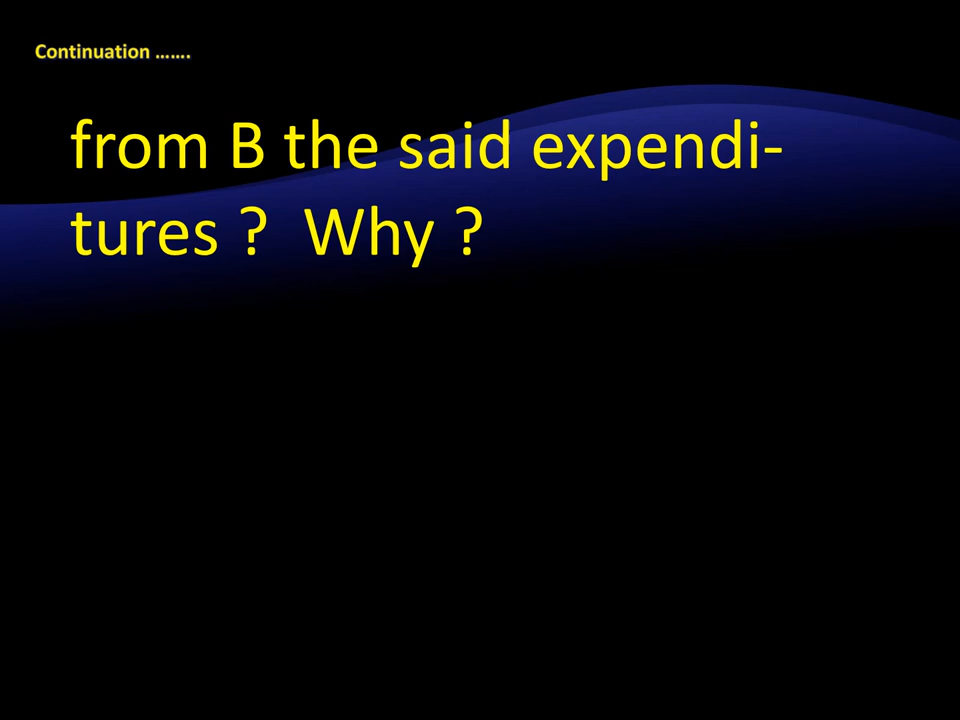 Continuation …….
from B the said expendi-
tures ?  Why ?